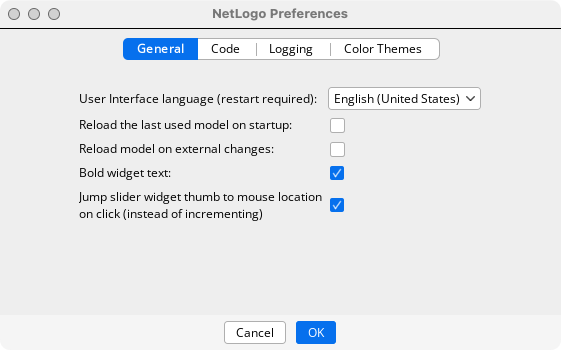 NetLogo Preferences
General
Code
Logging
Color Themes
User Interface language (restart required):
English (United States)
Reload the last used model on startup:
Reload model on external changes:
Bold widget text:
Jump slider widget thumb to mouse location
on click (instead of incrementing)
Cancel
OK